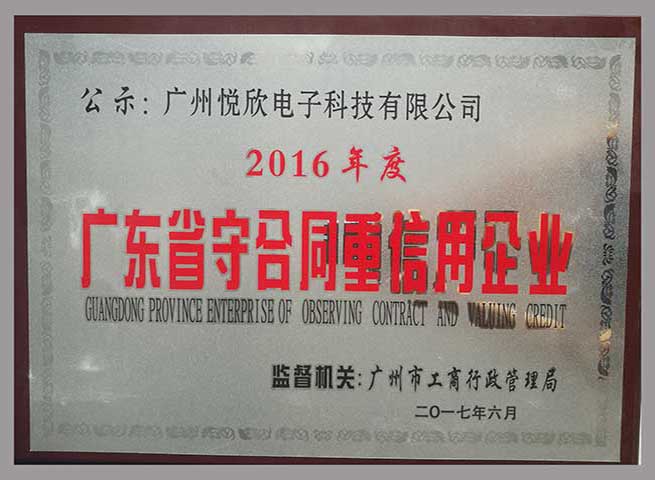 公示：广州悦欣电子科技有限公司
2016年度
广东省守合同重信用企业
GUANGDONG PROVINCE ENTERPRISE OF OBSERVING CONTRACT AND VALUING CREDIT
监督机关：广州市工商行政管理局
二〇一七年六月